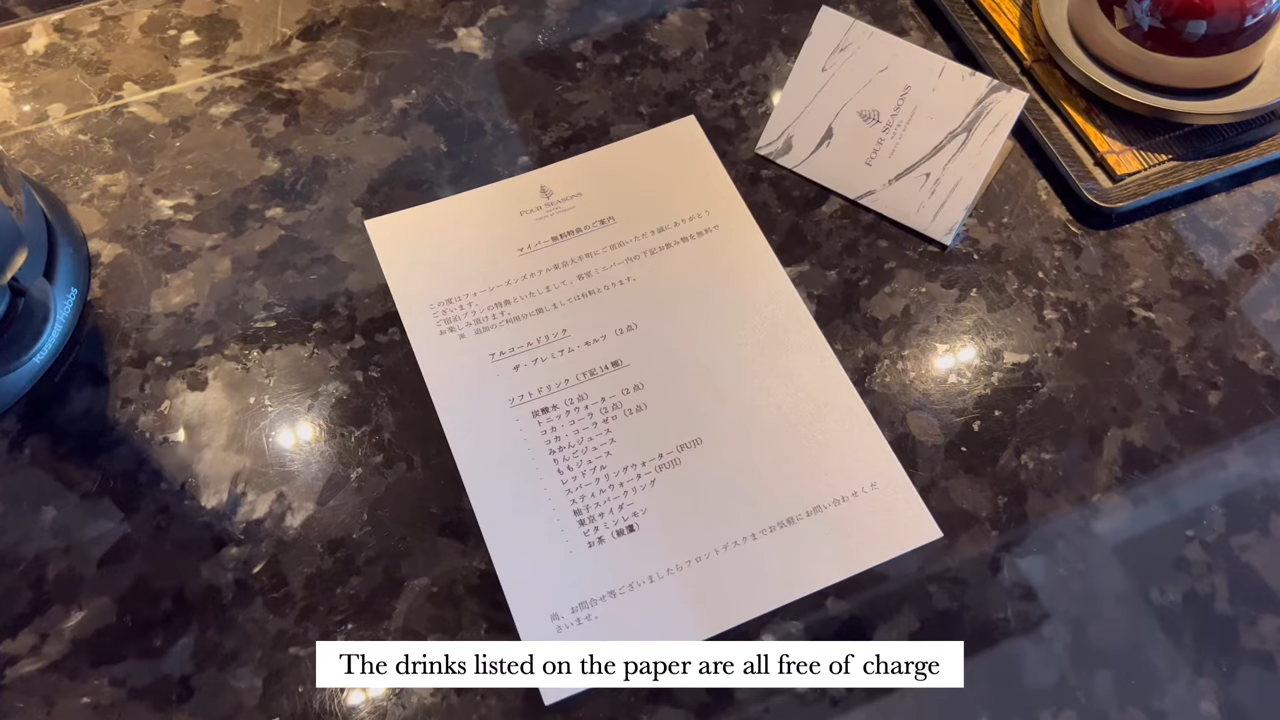 FOUR SEASONS
HOTEL
TOKYO AT OTEMACHI
マイバー無料特典のご案内
この度はフォーシーズンズホテル東京大手町にご宿泊いただき誠にありがとう
ございます。
ご宿泊プランの特典といたしまして、客室ミニバー内の下記お飲み物を無料で
お楽しみ頂けます。
※ 追加のご利用分に関しましては有料となります。
アルコールドリンク
・ ザ・プレミアム・モルツ (2点)
ソフトドリンク (下記14種)
・ 炭酸水 (2点)
・ トニックウォーター (2点)
・ コカ・コーラ (2点)
・ コカ・コーラ ゼロ (2点)
・ みかんジュース
・ りんごジュース
・ ももジュース
・ レッドブル
・ スパークリングウォーター (FUJI)
・ スティルウォーター (FUJI)
・ 柚子スパークリング
・ 東京サイダー
・ ビタミンレモン
・ お茶 (綾鷹)
尚、お問合せ等ございましたらフロントデスクまでお気軽にお問い合わせくだ
さいませ。
FOUR SEASONS
HOTEL
TOKYO AT OTEMACHI
Russell Hobbs
The drinks listed on the paper are all free of charge